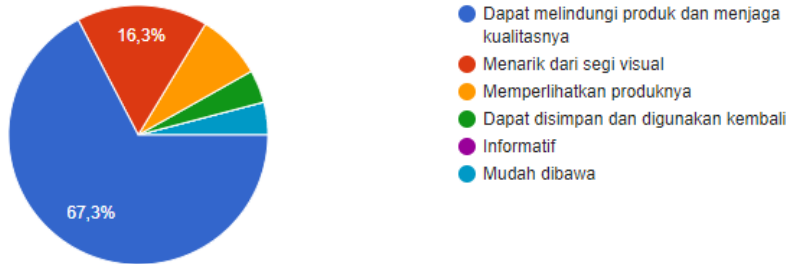 16,3%
67,3%
Dapat melindungi produk dan menjaga
kualitasnya
Menarik dari segi visual
Memperlihatkan produknya
Dapat disimpan dan digunakan kembali
Informatif
Mudah dibawa